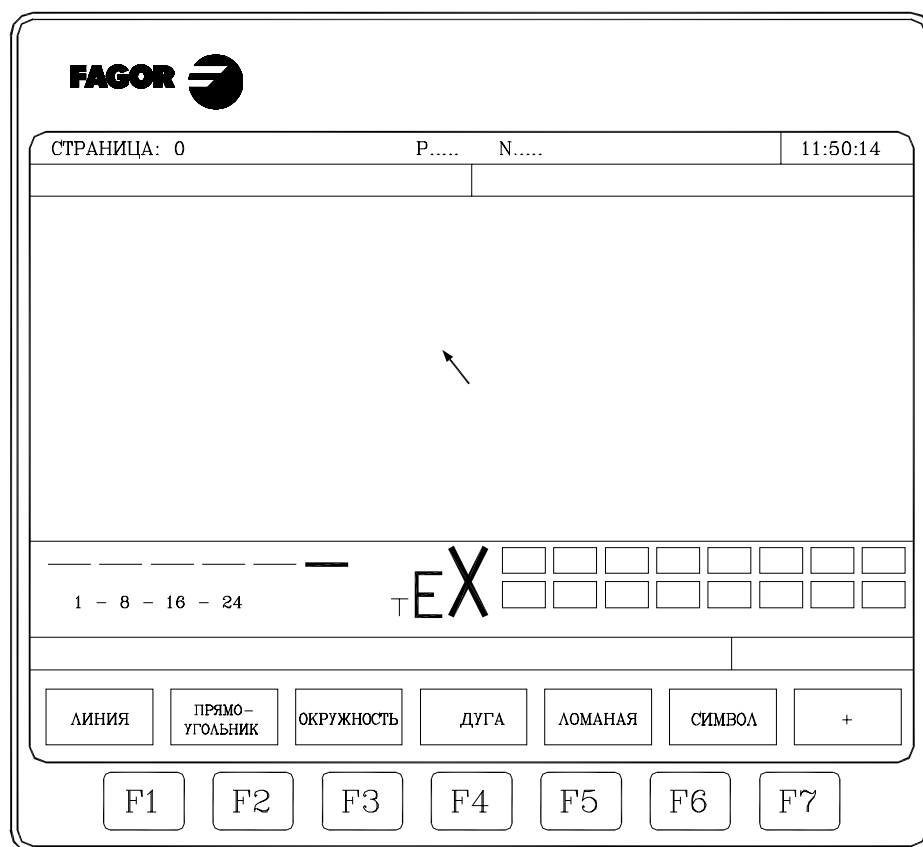 FAGOR
СТРАНИЦА: 0 P..... N..... 11:50:14
1 - 8 - 16 - 24 TEX
ЛИНИЯ ПРЯМО-УГОЛЬНИК ОКРУЖНОСТЬ ДУГА ЛОМАНАЯ СИМВОЛ +
F1 F2 F3 F4 F5 F6 F7